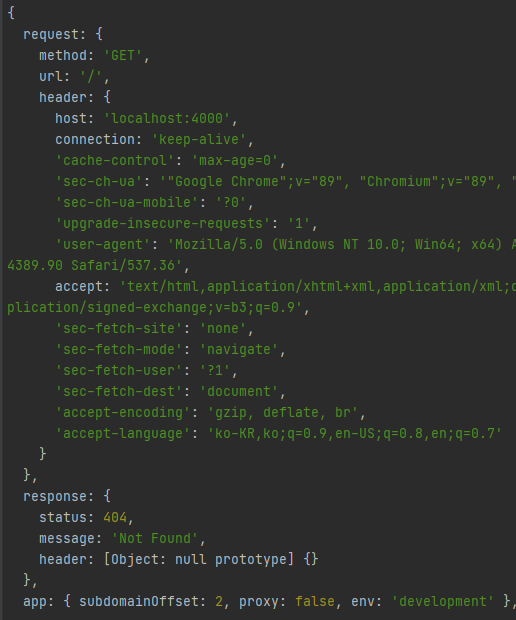 {
request: {
method: 'GET',
url: '/',
header: {
host: 'localhost:4000',
connection: 'keep-alive',
'cache-control': 'max-age=0',
'sec-ch-ua': '"Google Chrome";v="89", "Chromium";v="89", "
'sec-ch-ua-mobile': '?0',
'upgrade-insecure-requests': '1',
'user-agent': 'Mozilla/5.0 (Windows NT 10.0; Win64; x64) A
4389.90 Safari/537.36',
accept: 'text/html,application/xhtml+xml,application/xml;q
plication/signed-exchange;v=b3;q=0.9',
'sec-fetch-site': 'none',
'sec-fetch-mode': 'navigate',
'sec-fetch-user': '?1',
'sec-fetch-dest': 'document',
'accept-encoding': 'gzip, deflate, br',
'accept-language': 'ko-KR,ko;q=0.9,en-US;q=0.8,en;q=0.7'
}
},
response: {
status: 404,
message: 'Not Found',
header: [Object: null prototype] {}
},
app: { subdomainOffset: 2, proxy: false, env: 'development' },